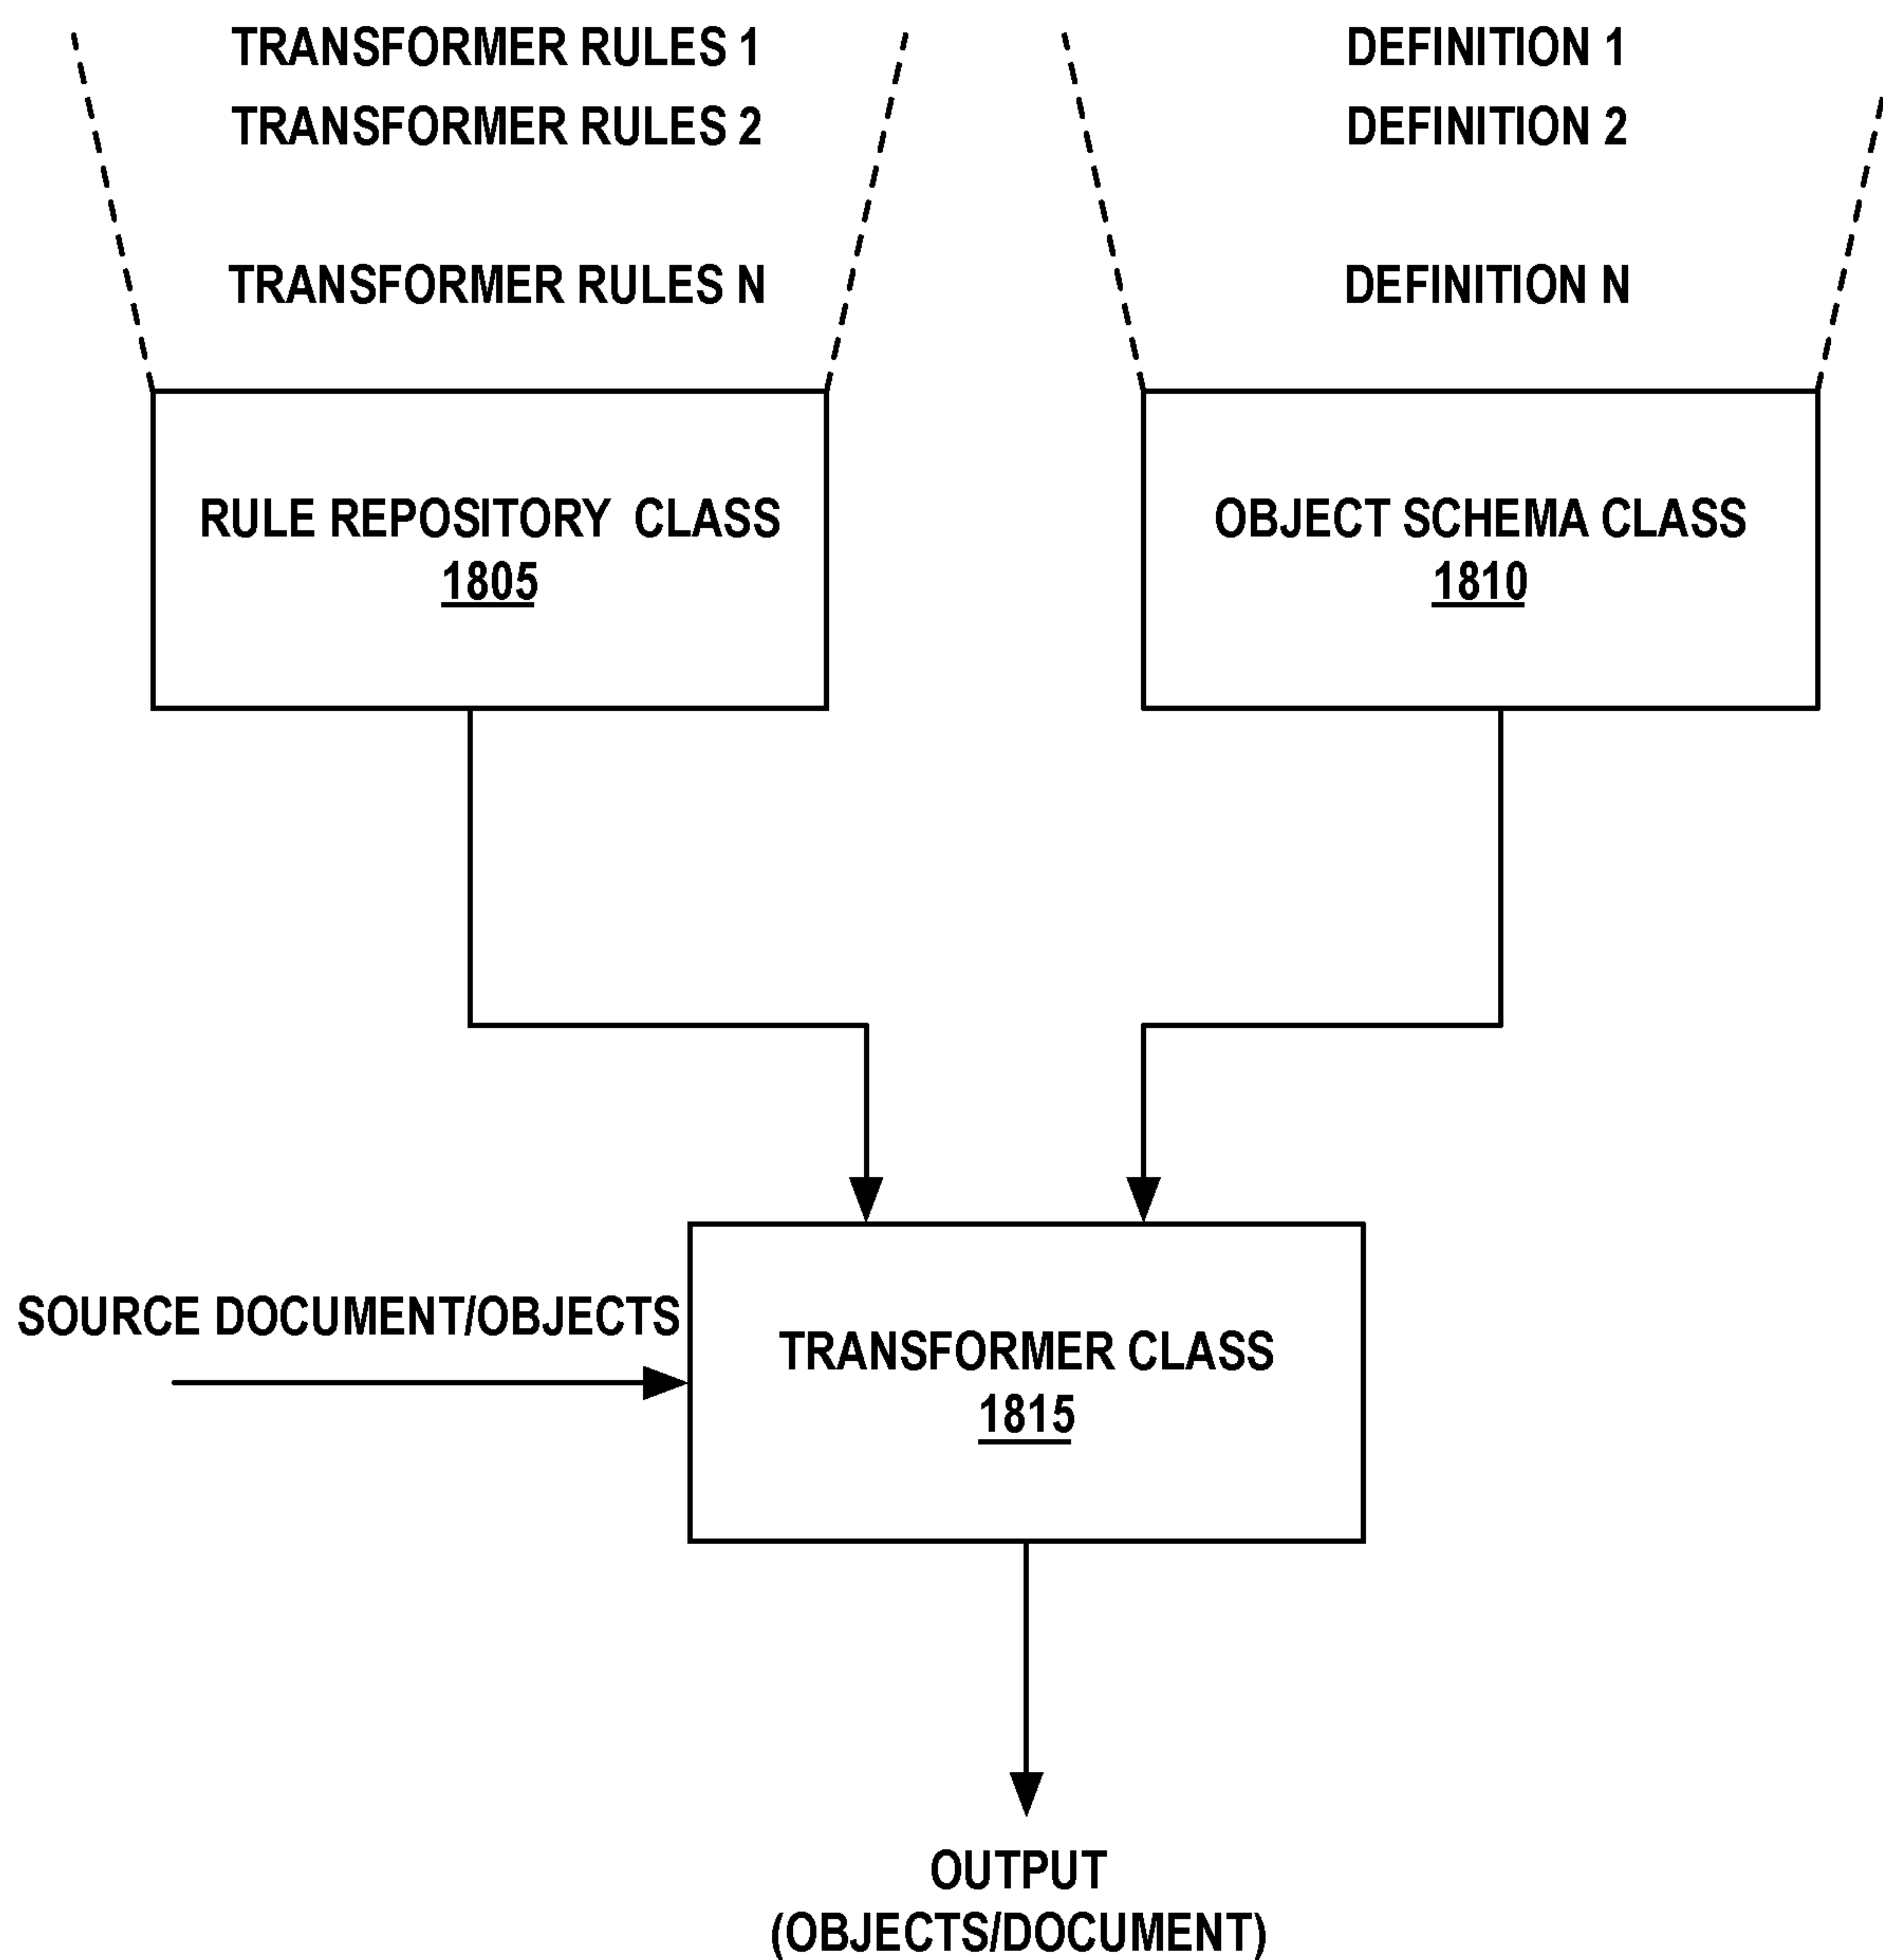 TRANSFORMER RULES 1
TRANSFORMER RULES 2
TRANSFORMER RULES N
DEFINITION 1
DEFINITION 2
DEFINITION N
RULE REPOSITORY CLASS
1805
OBJECT SCHEMA CLASS
1810
SOURCE DOCUMENT/OBJECTS
TRANSFORMER CLASS
1815
OUTPUT
(OBJECTS/DOCUMENT)